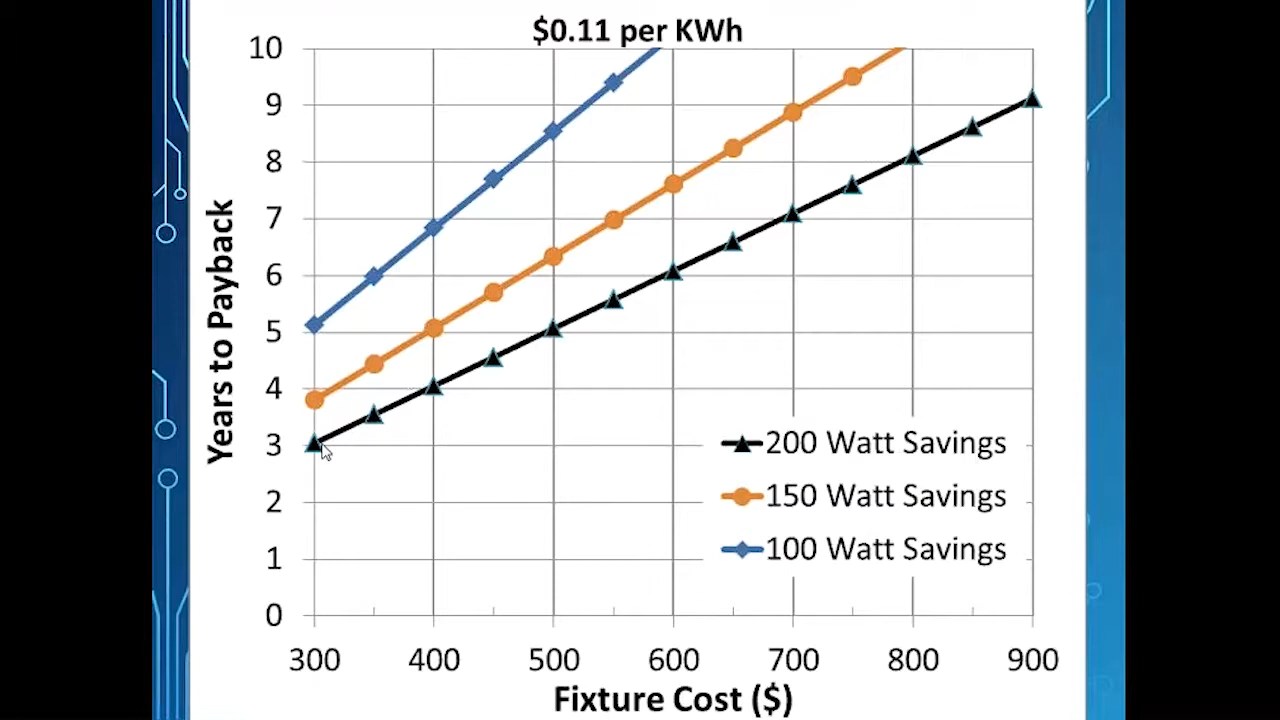 $0.11 per KWh
10
9
8
7
6
5
4
3
2
1
0
Years to Payback
200 Watt Savings
150 Watt Savings
100 Watt Savings
300 400 500 600 700 800 900
Fixture Cost ($)